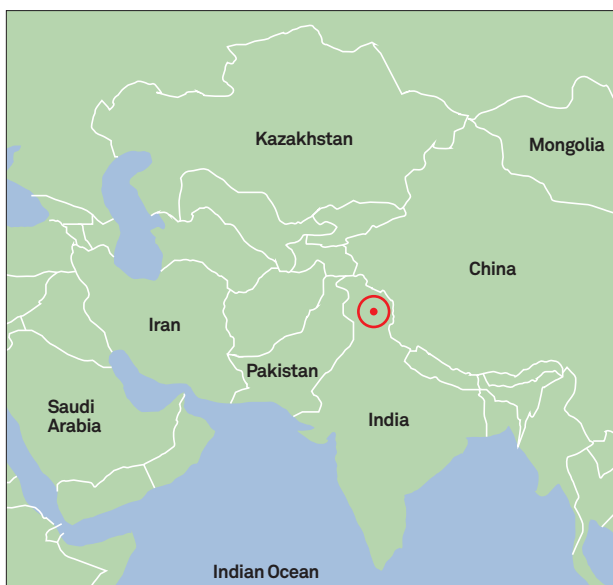 Kazakhstan
Mongolia
China
Iran
Pakistan
Saudi
Arabia
India
Indian Ocean